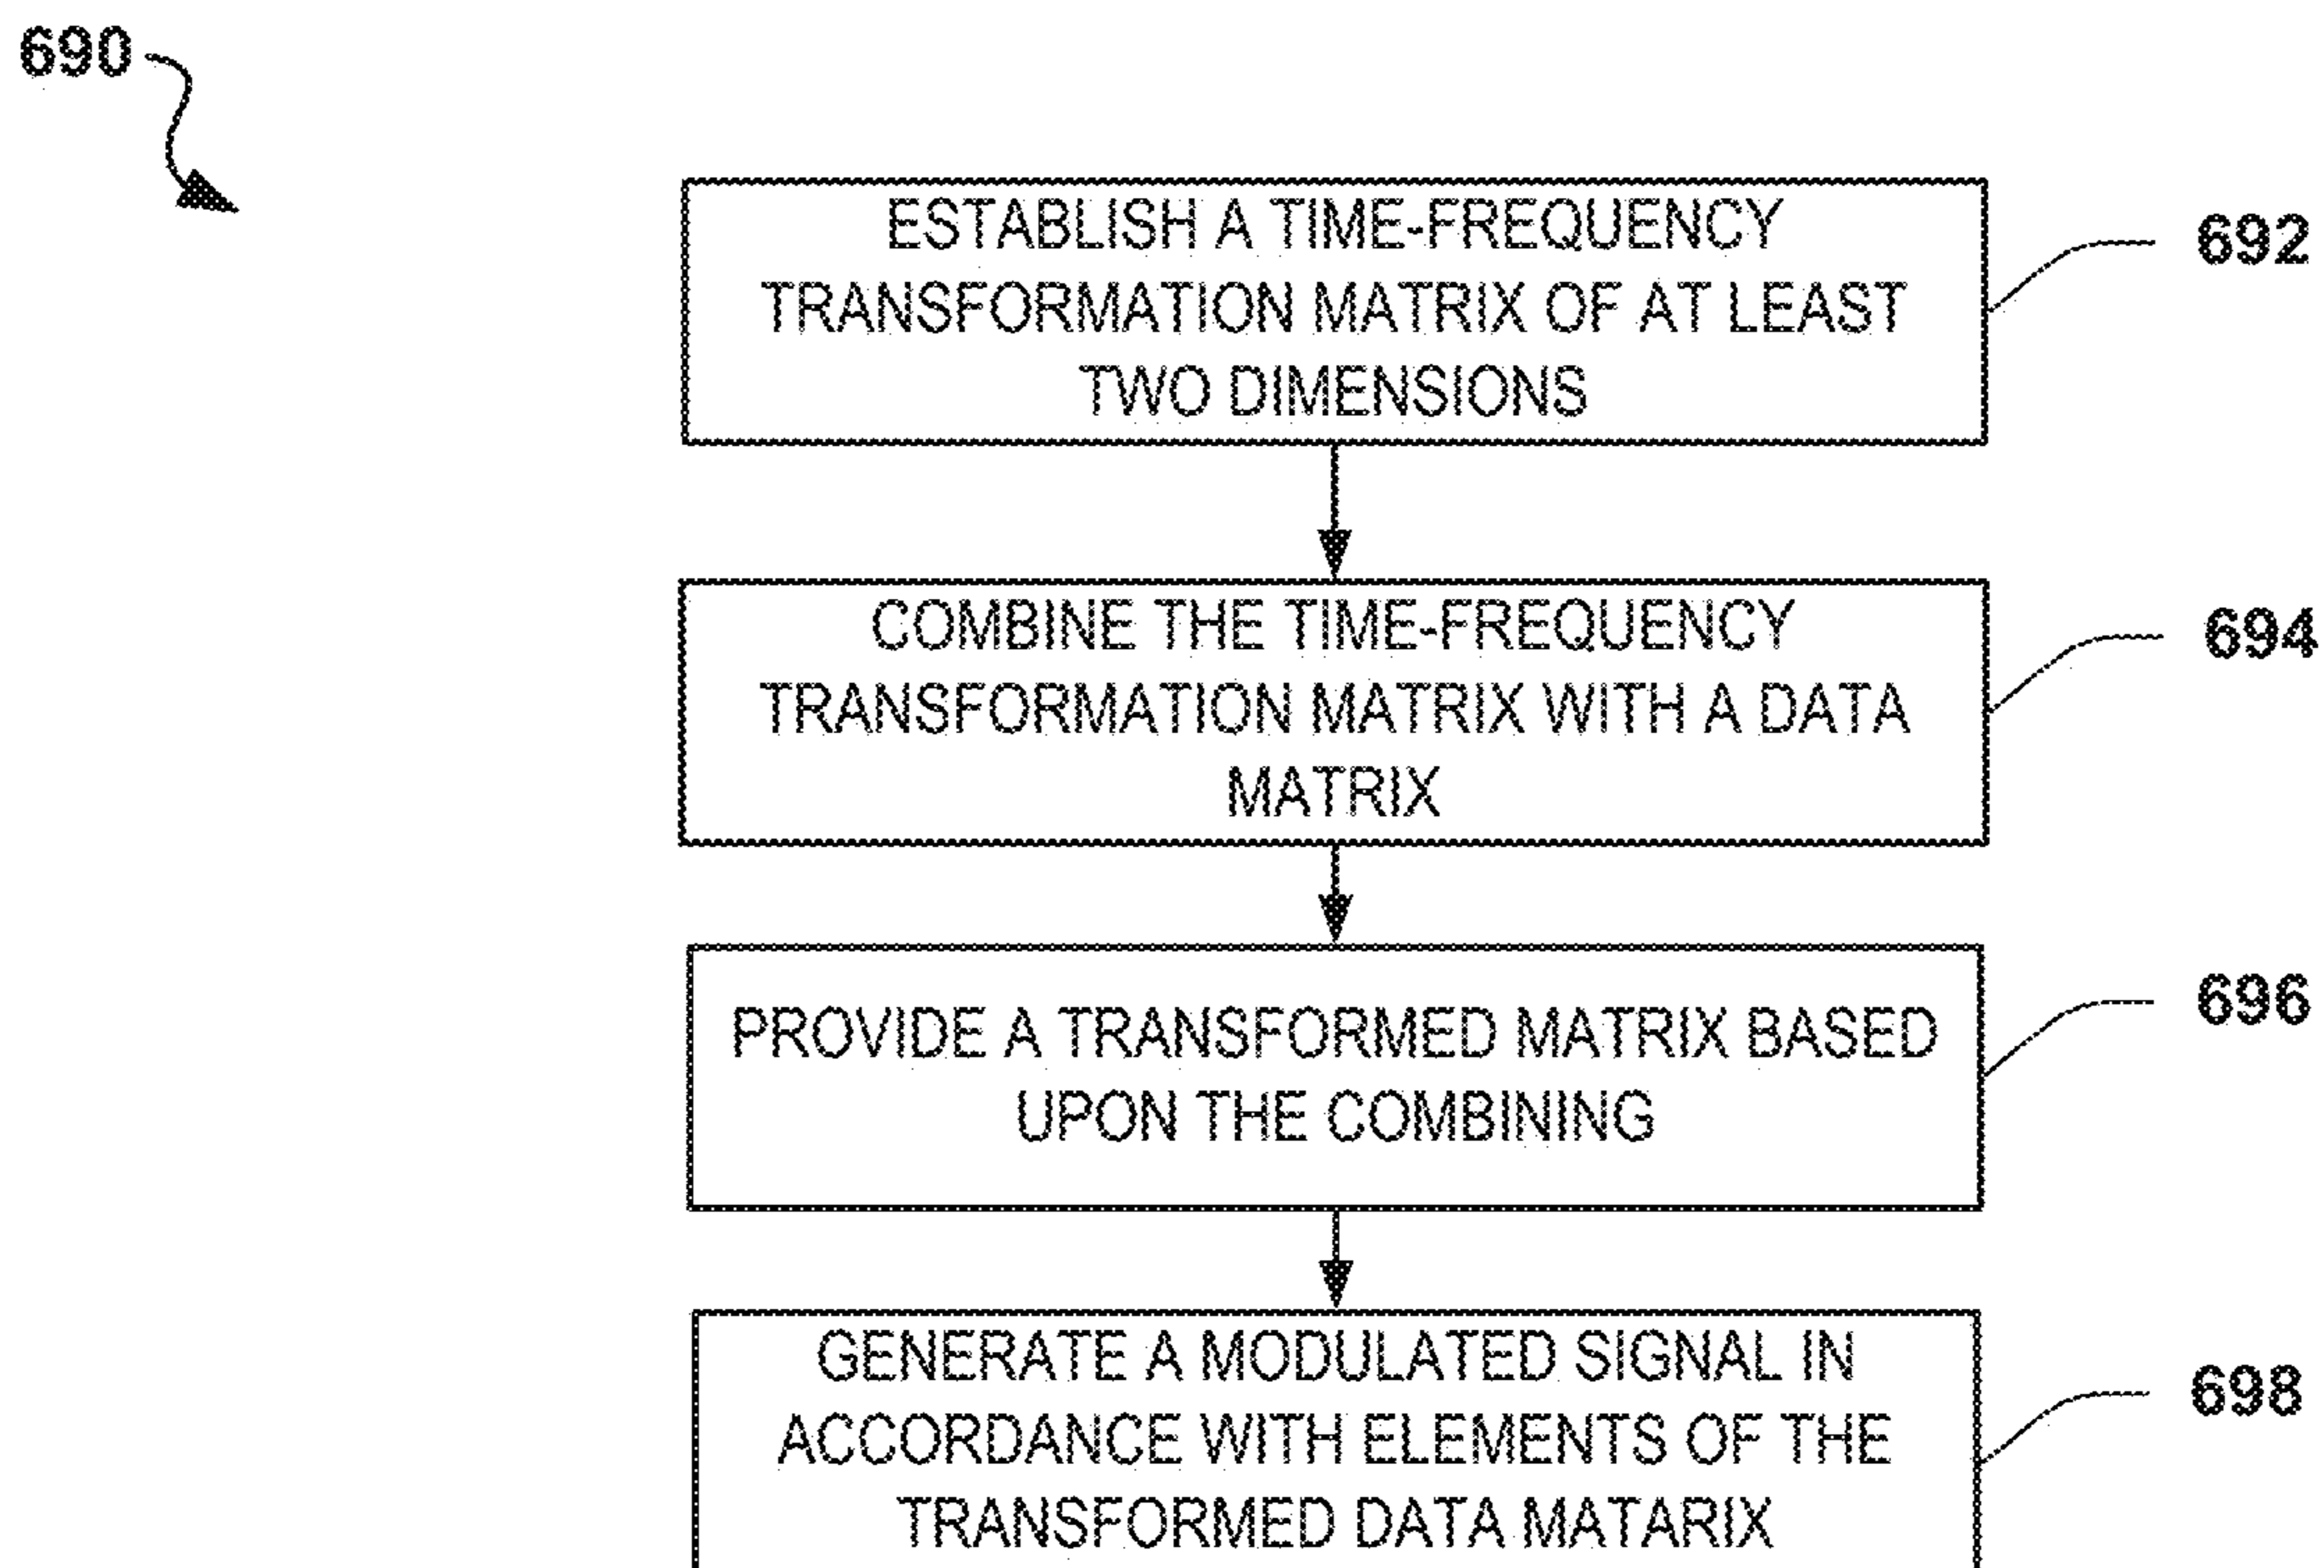 690
ESTABLISH A TIME-FREQUENCY
TRANSFORMATION MATRIX OF AT LEAST
TWO DIMENSIONS
692
COMBINE THE TIME-FREQUENCY
TRANSFORMATION MATRIX WITH A DATA
MATRIX
694
PROVIDE A TRANSFORMED MATRIX BASED
UPON THE COMBINING
696
GENERATE A MODULATED SIGNAL IN
ACCORDANCE WITH ELEMENTS OF THE
TRANSFORMED DATA MATARIX
698